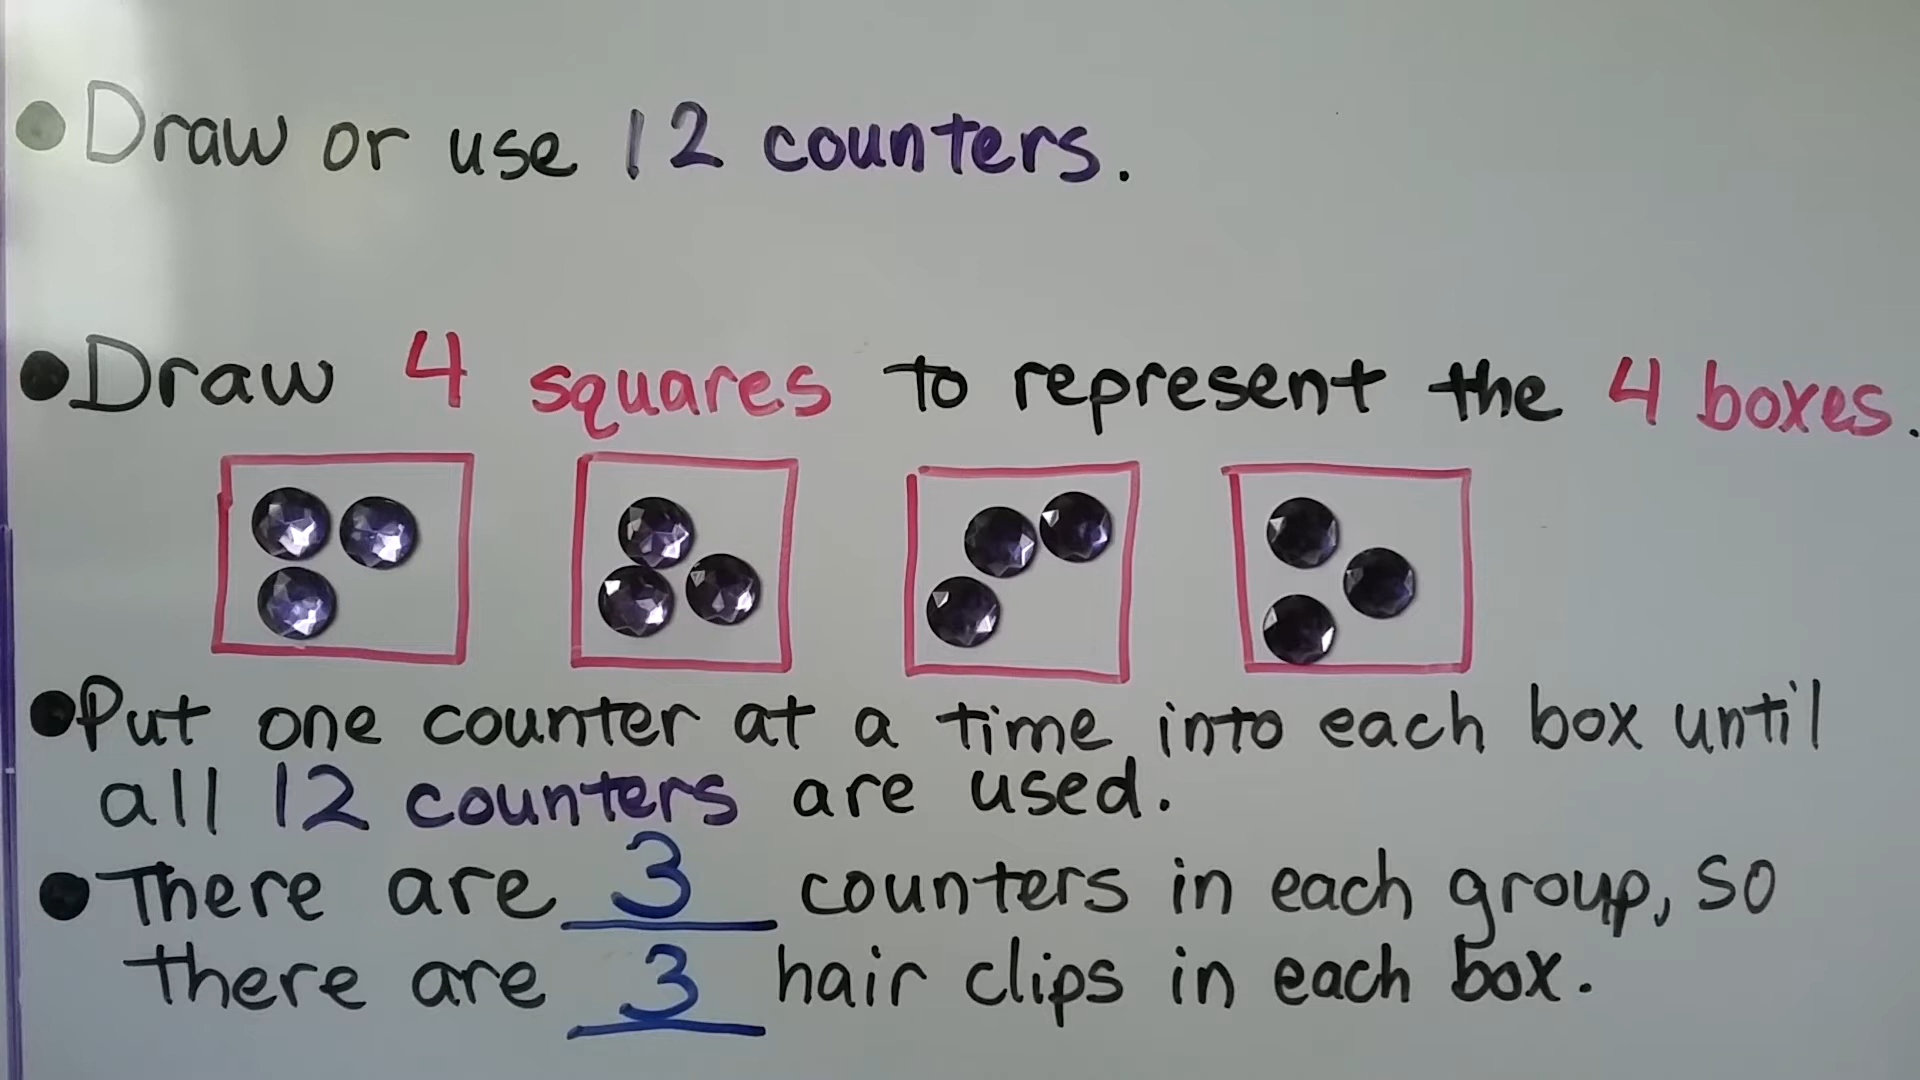 • Draw or use 12 counters.
• Draw 4 squares to represent the 4 boxes.
• Put one counter at a time into each box until
all 12 counters are used.
• There are 3 counters in each group, so
there are 3 hair clips in each box.